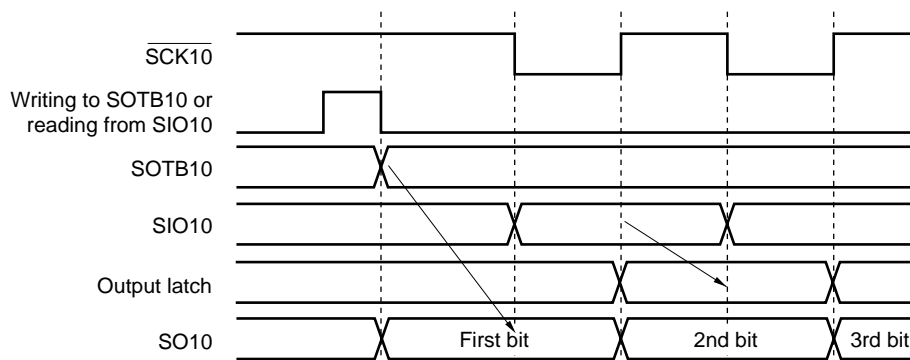 SCK10
Writing to SOTB10 or
reading from SIO10
SOTB10
SIO10
Output latch
SO10
First bit
2nd bit
3rd bit